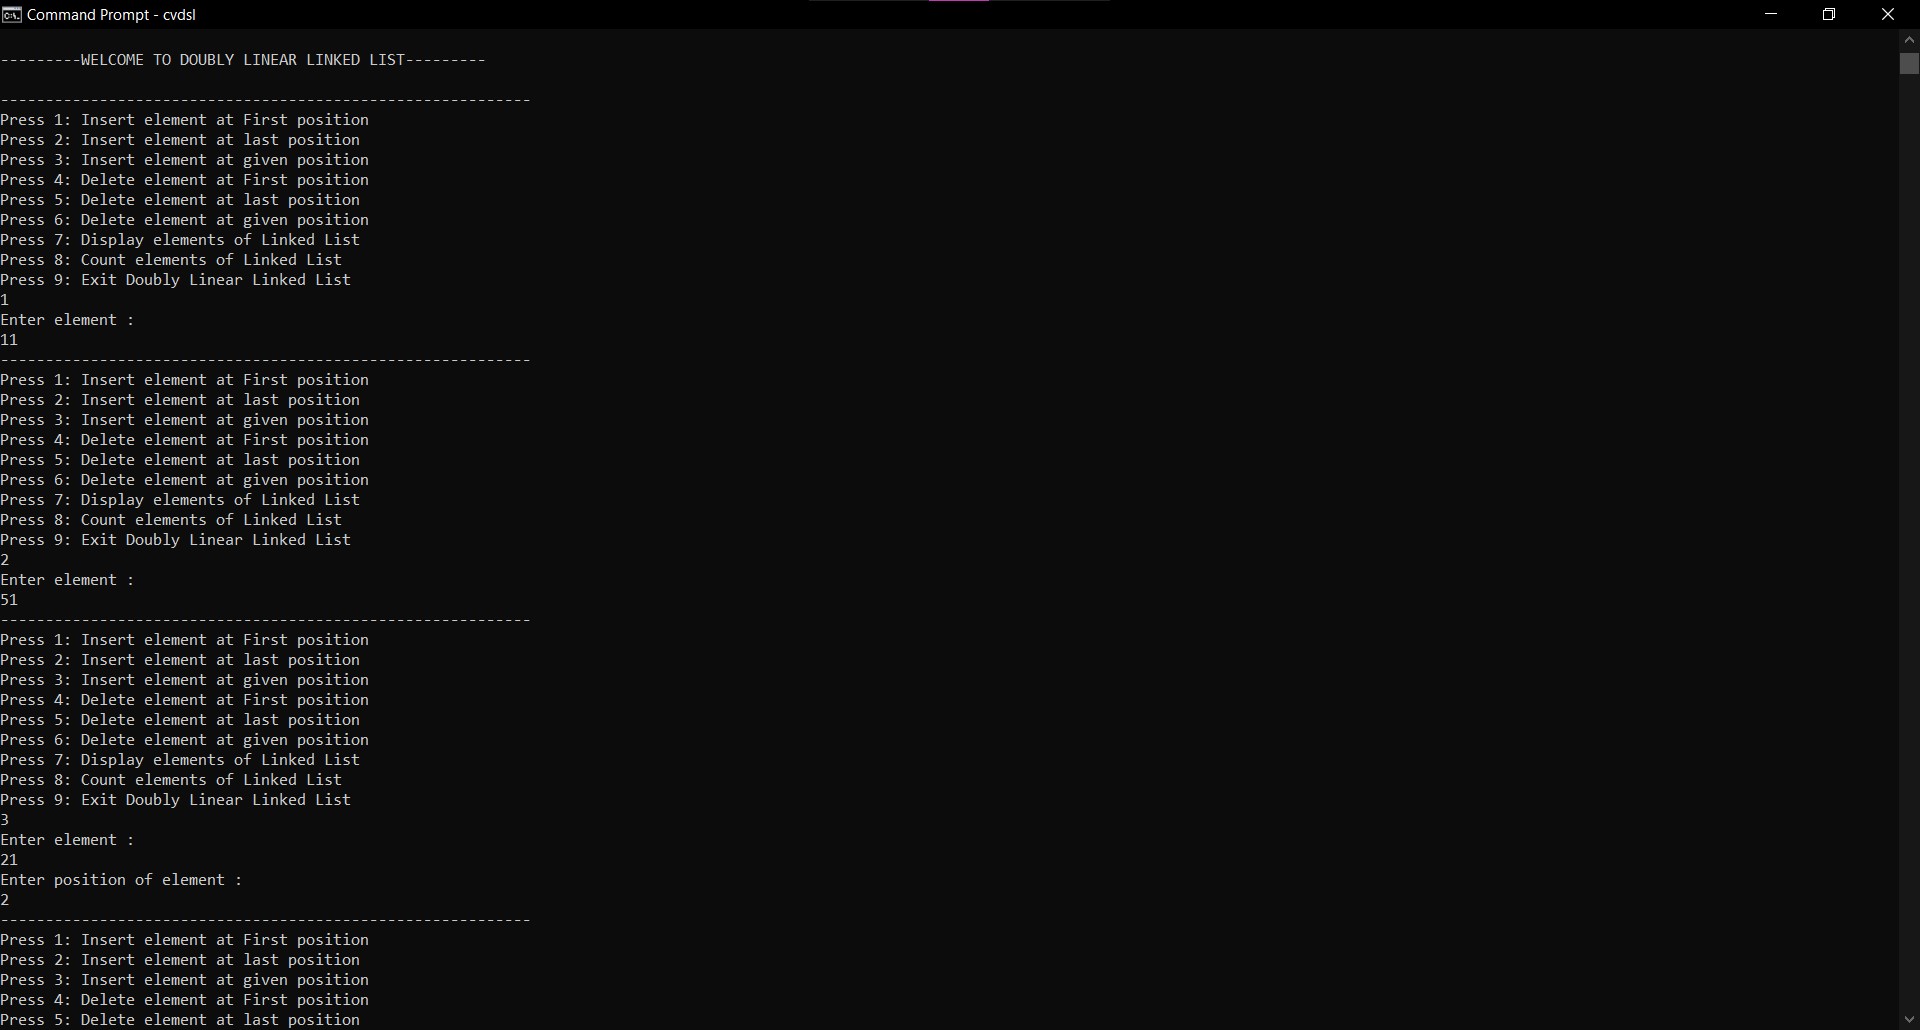 Command Prompt - cvdsl
---------WELCOME TO DOUBLY LINEAR LINKED LIST---------
-----------------------------------------------------------
Press 1: Insert element at First position
Press 2: Insert element at last position
Press 3: Insert element at given position
Press 4: Delete element at First position
Press 5: Delete element at last position
Press 6: Delete element at given position
Press 7: Display elements of Linked List
Press 8: Count elements of Linked List
Press 9: Exit Doubly Linear Linked List
1
Enter element :
11
-----------------------------------------------------------
Press 1: Insert element at First position
Press 2: Insert element at last position
Press 3: Insert element at given position
Press 4: Delete element at First position
Press 5: Delete element at last position
Press 6: Delete element at given position
Press 7: Display elements of Linked List
Press 8: Count elements of Linked List
Press 9: Exit Doubly Linear Linked List
2
Enter element :
51
-----------------------------------------------------------
Press 1: Insert element at First position
Press 2: Insert element at last position
Press 3: Insert element at given position
Press 4: Delete element at First position
Press 5: Delete element at last position
Press 6: Delete element at given position
Press 7: Display elements of Linked List
Press 8: Count elements of Linked List
Press 9: Exit Doubly Linear Linked List
3
Enter element :
21
Enter position of element :
2
-----------------------------------------------------------
Press 1: Insert element at First position
Press 2: Insert element at last position
Press 3: Insert element at given position
Press 4: Delete element at First position
Press 5: Delete element at last position